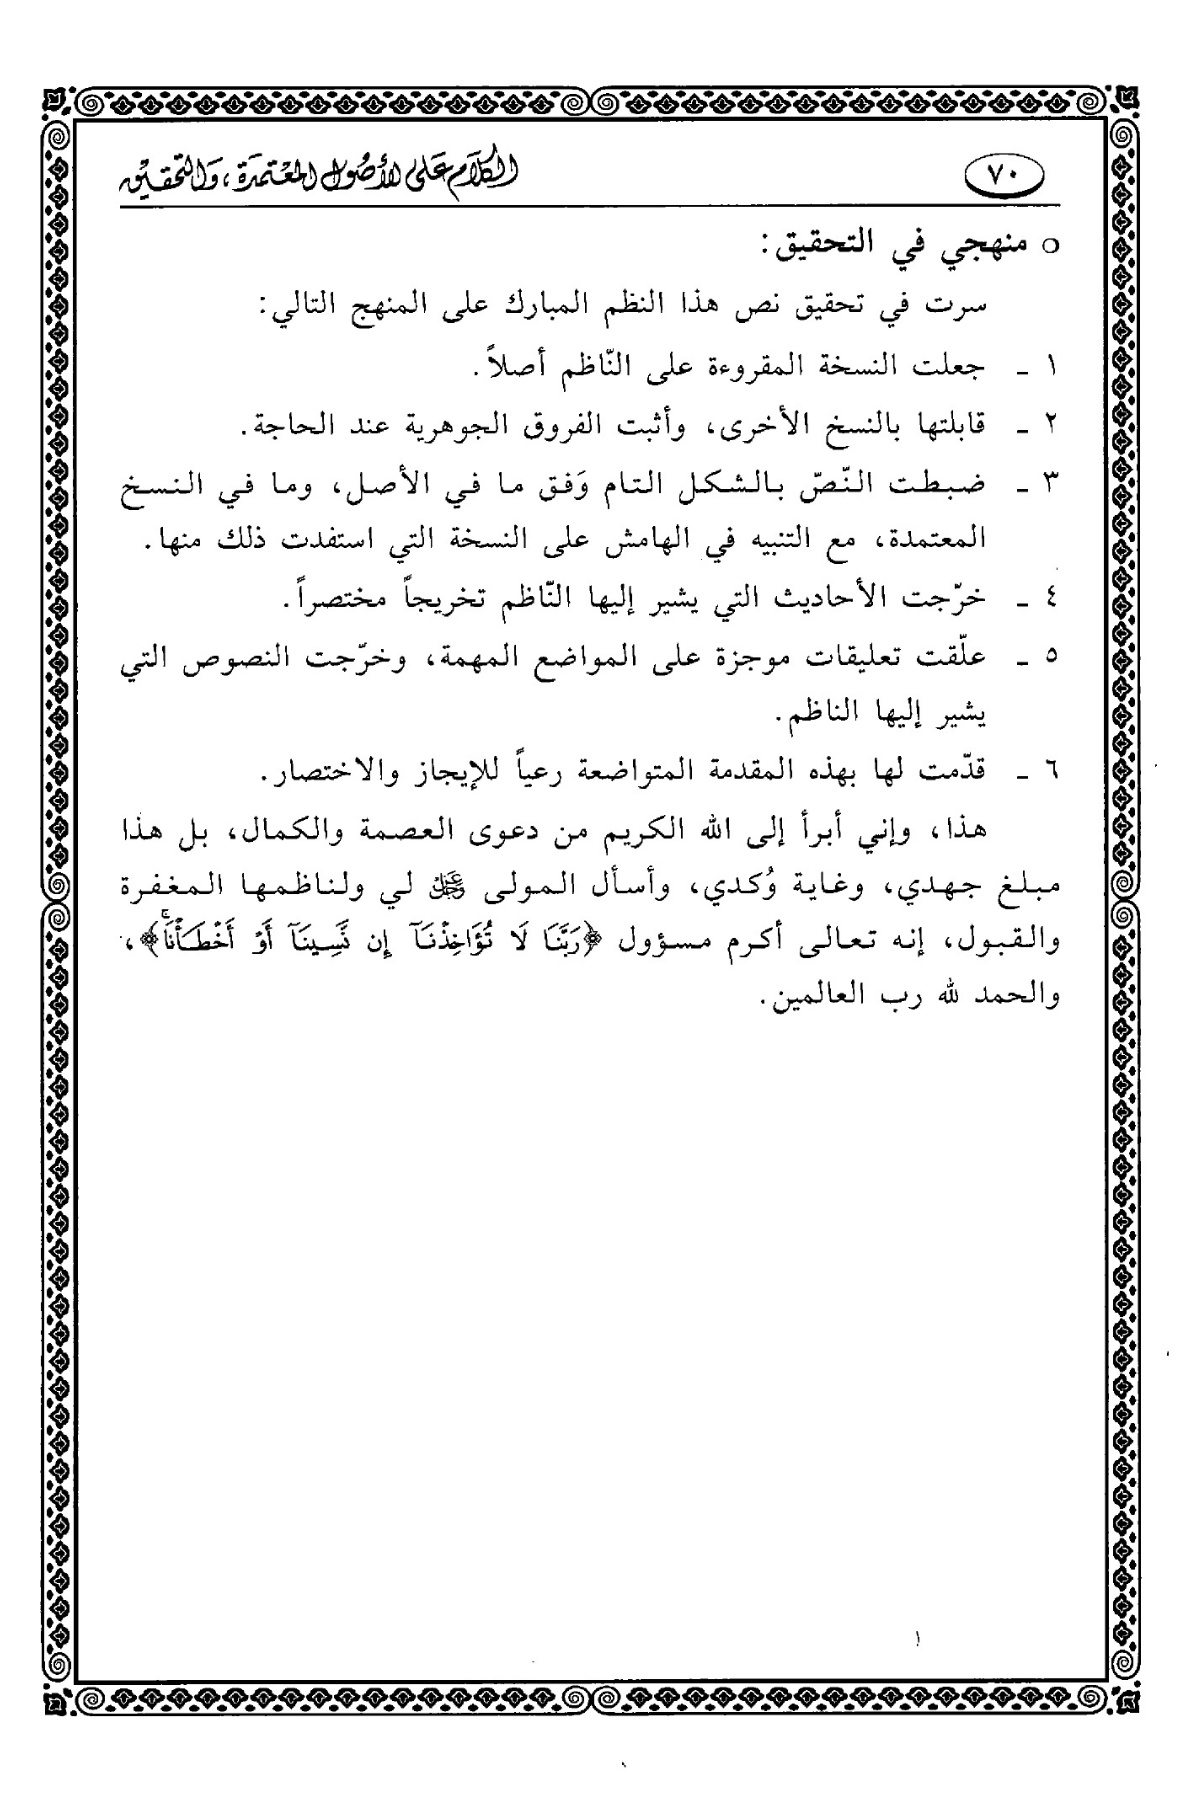 ٧٠
الكلام على الأصول المعتمدة، والتحقيق
○ منهجي في التحقيق:
سرت في تحقيق نص هذا النظم المبارك على المنهج التالي:
١ ـ جعلت النسخة المقروءة على النّاظم أصلاً.
٢ ـ قابلتها بالنسخ الأخرى، وأثبت الفروق الجوهرية عند الحاجة.
٣ ـ ضبطت النّصّ بالشكل التام وَفق ما في الأصل، وما في النسخ
المعتمدة، مع التنبيه في الهامش على النسخة التي استفدت ذلك منها.
٤ ـ خرّجت الأحاديث التي يشير إليها النّاظم تخريجاً مختصراً.
٥ ـ علّقت تعليقات موجزة على المواضع المهمة، وخرّجت النصوص التي
يشير إليها الناظم.
٦ ـ قدّمت لها بهذه المقدمة المتواضعة رعياً للإيجاز والاختصار.
هذا، وإني أبرأ إلى الله الكريم من دعوى العصمة والكمال، بل هذا
مبلغ جهدي، وغاية وُكدي، وأسأل المولى عز وجل لي ولناظمها المغفرة
والقبول، إنه تعالى أكرم مسؤول ﴿رَبَّنَا لَا تُؤَاخِذْنَآ إِن نَّسِينَآ أَوْ أَخْطَأْنَاۚ﴾،
والحمد لله رب العالمين.